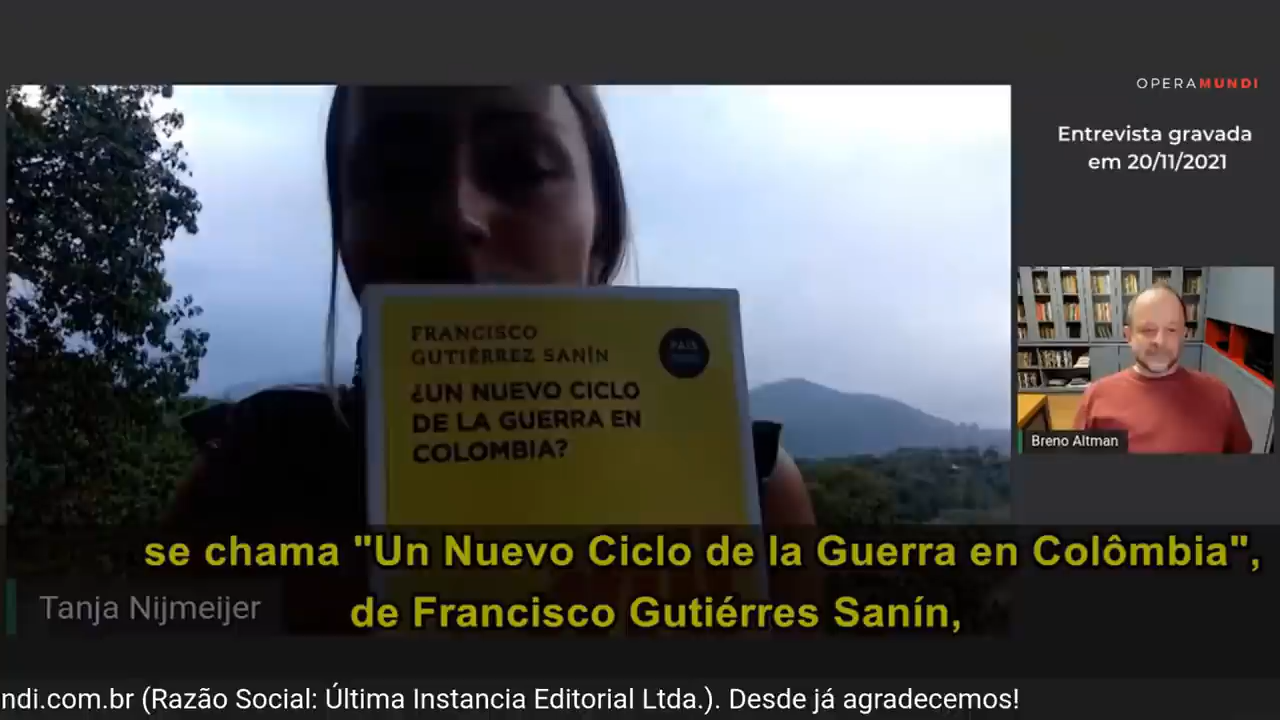 OPERAMUNDI
Entrevista gravada
em 20/11/2021
FRANCISCO
GUTIÉRREZ SANÍN
PAÍS
¿UN NUEVO CICLO
DE LA GUERRA EN
COLOMBIA?
Breno Altman
se chama "Un Nuevo Ciclo de la Guerra en Colômbia",
de Francisco Gutiérres Sanín,
Tanja Nijmeijer
ndi.com.br (Razão Social: Última Instancia Editorial Ltda.). Desde já agradecemos!